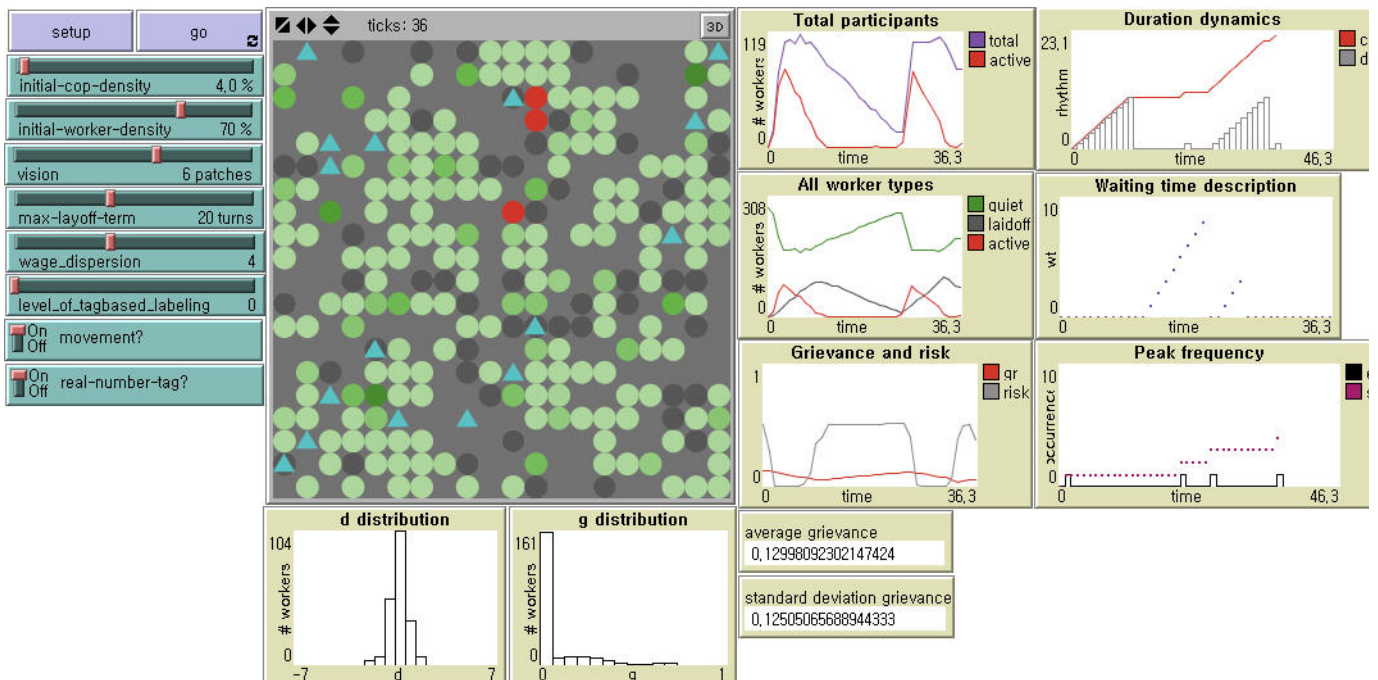 setup
go
initial-cop-density 4,0 %
initial-worker-density 70 %
vision 6 patches
max-layoff-term 20 turns
wage_dispersion 4
level_of_tagbased_labeling 0
On
Off
movement?
On
Off
real-number-tag?
ticks: 36
3D
Total participants
119
# workers
0
0
time
36,3
total
active
Duration dynamics
23,1
rhythm
0
0
time
46,3
c
d
All worker types
308
# workers
0
0
time
36,3
quiet
laidoff
active
Waiting time description
10
wt
0
0
time
36,3
Grievance and risk
1
0
0
time
36,3
gr
risk
Peak frequency
10
0
0
time
46,3
s
d distribution
104
# workers
0
-7
d
7
g distribution
161
# workers
0
0
g
1
average grievance
0,12998092302147424
standard deviation grievance
0,12505065688944333